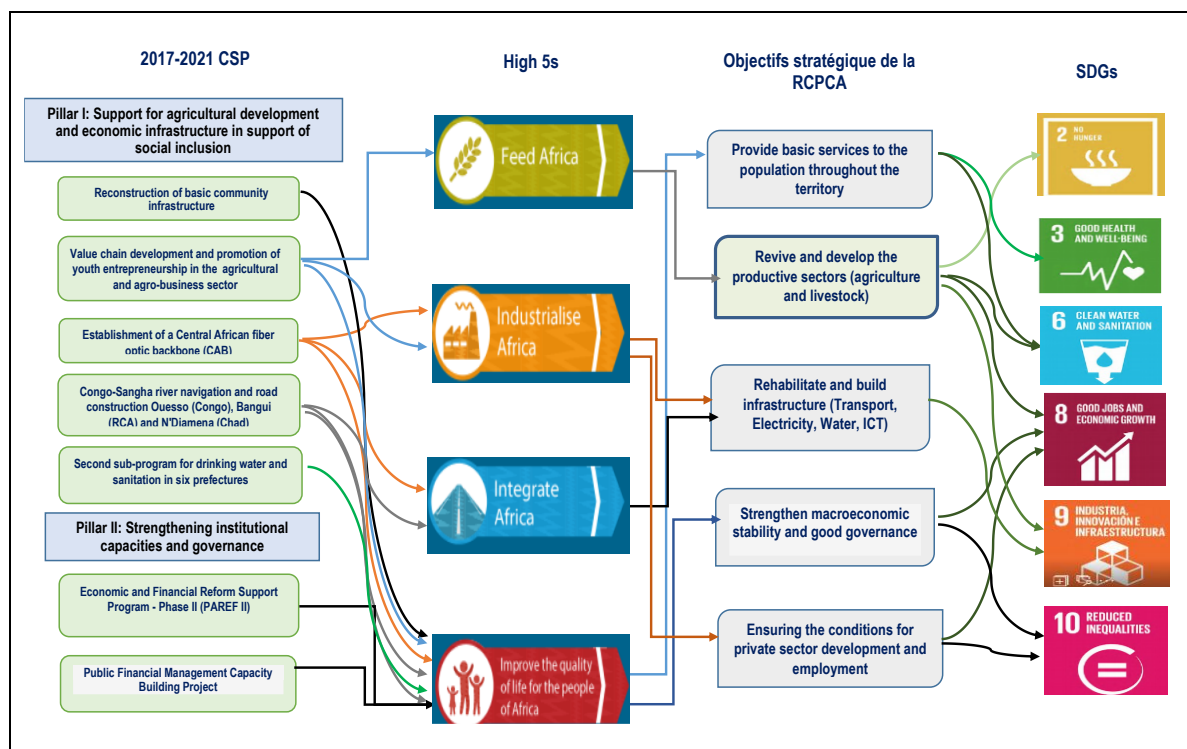 2017-2021 CSP
High 5s
Objectifs stratégique de la
RCPCA
SDGs
Pillar I: Support for agricultural development
and economic infrastructure in support of
social inclusion
Reconstruction of basic community
infrastructure
Value chain development and promotion of
youth entrepreneurship in the agricultural
and agro-business sector
Establishment of a Central African fiber
optic backbone (CAB)
Congo-Sangha river navigation and road
construction Ouesso (Congo), Bangui
(RCA) and N'Djamena (Chad)
Second sub-program for drinking water and
sanitation in six prefectures
Pillar II: Strengthening institutional
capacities and governance
Economic and Financial Reform Support
Program - Phase II (PAREF II)
Public Financial Management Capacity
Building Project
Feed Africa
Industrialise
Africa
Integrate
Africa
Improve the quality
of life for the people
of Africa
Provide basic services to the
population throughout the
territory
Revive and develop the
productive sectors (agriculture
and livestock)
Rehabilitate and build
infrastructure (Transport,
Electricity, Water, ICT)
Strengthen macroeconomic
stability and good governance
Ensuring the conditions for
private sector development and
employment
2 NO
HUNGER
3 GOOD HEALTH
AND WELL-BEING
6 CLEAN WATER
AND SANITATION
8 GOOD JOBS AND
ECONOMIC GROWTH
9 INDUSTRIA,
INNOVACIÓN E
INFRAESTRUCTURA
10 REDUCED
INEQUALITIES